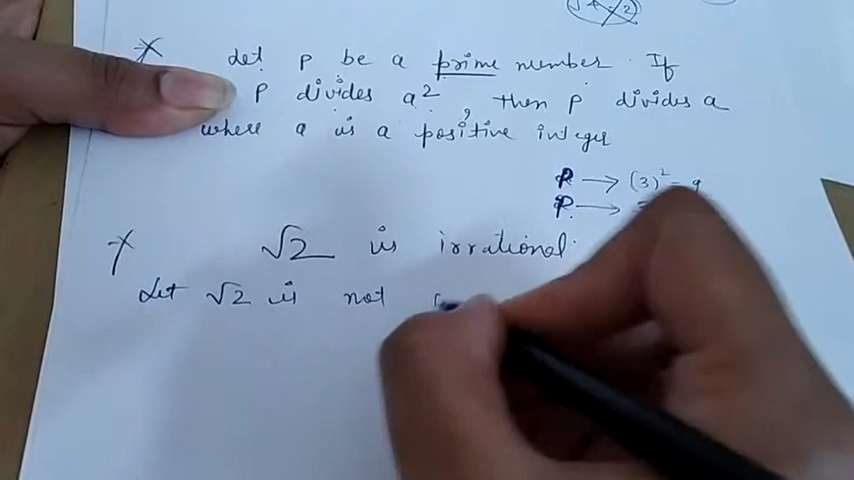 Let p be a prime number. If
p divides a², then p divides a
where a is a positive integer
P → (3)² = 9
P →
√2 is irrational.
Let √2 is not